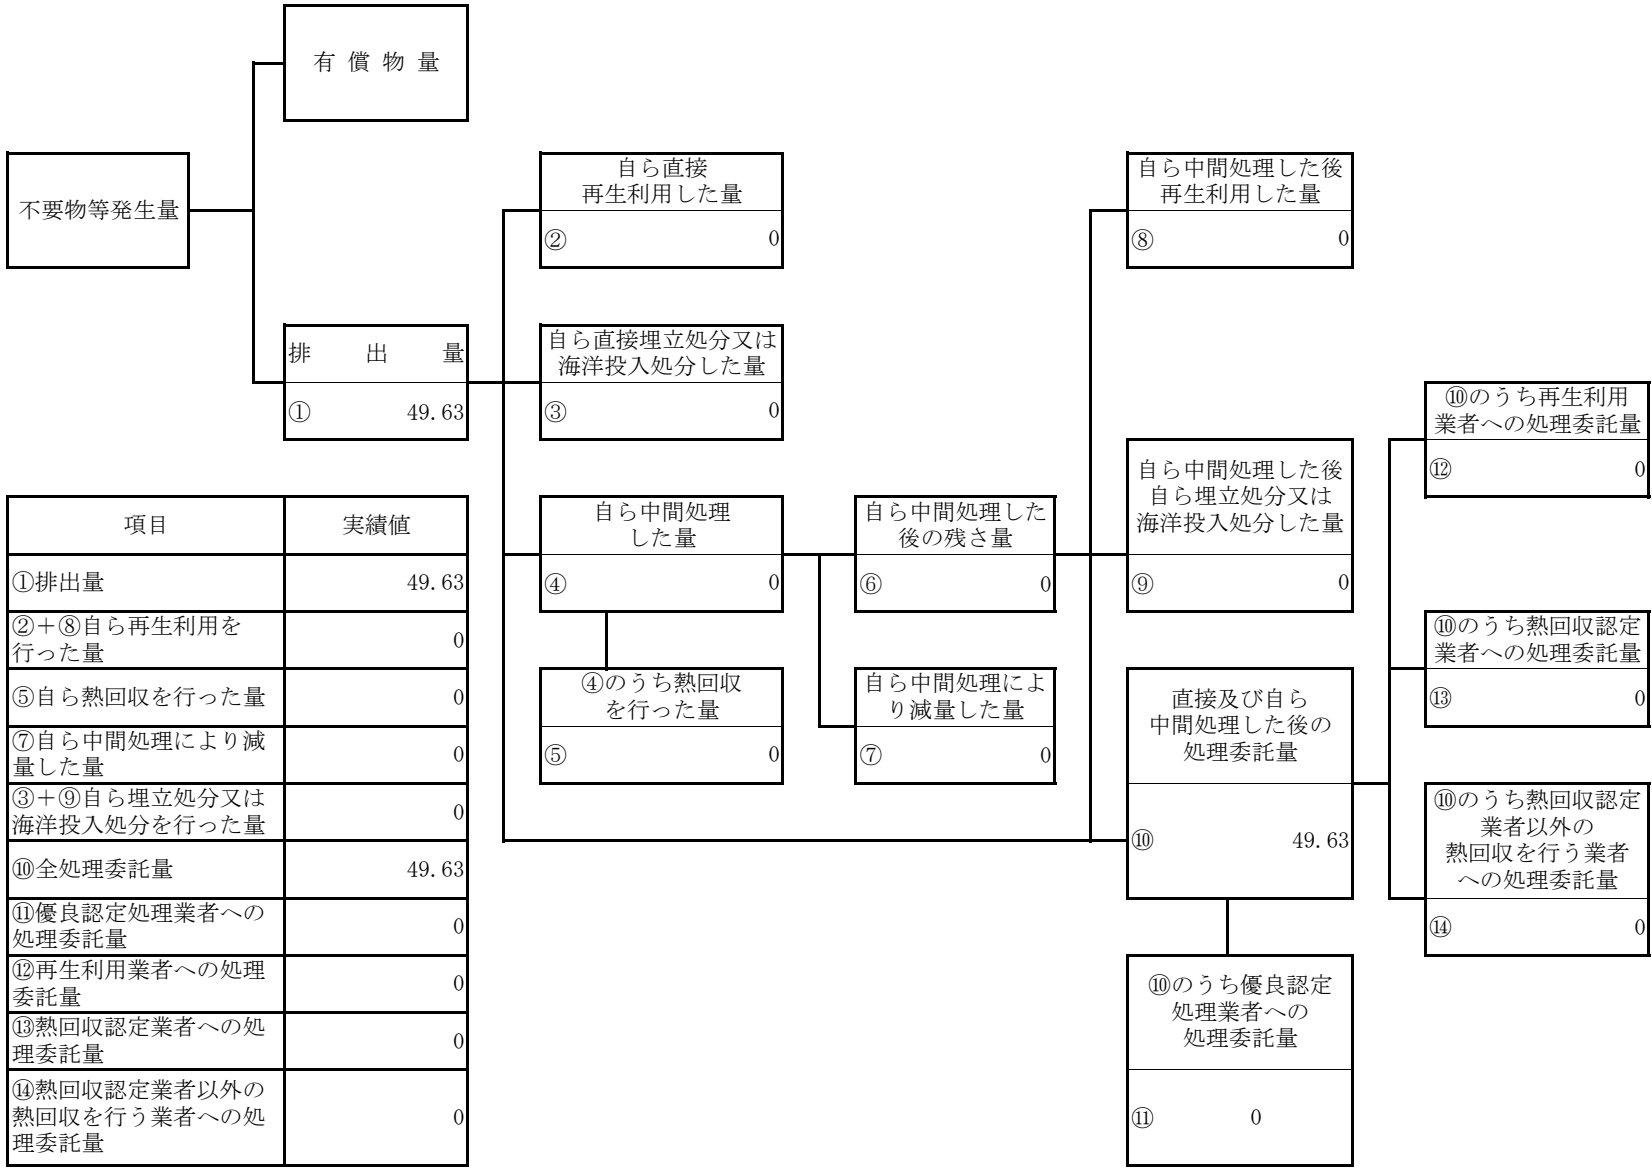 有 償 物 量
不要物等発生量
排 出 量
① 49.63
自ら直接
再生利用した量
② 0
自ら直接埋立処分又は
海洋投入処分した量
③ 0
自ら中間処理
した量
④ 0
④のうち熱回収
を行った量
⑤ 0
自ら中間処理した
後の残さ量
⑥ 0
自ら中間処理によ
り減量した量
⑦ 0
自ら中間処理した後
再生利用した量
⑧ 0
自ら中間処理した後
自ら埋立処分又は
海洋投入処分した量
⑨ 0
直接及び自ら
中間処理した後の
処理委託量
⑩ 49.63
⑩のうち優良認定
処理業者への
処理委託量
⑪ 0
⑩のうち再生利用
業者への処理委託量
⑫ 0
⑩のうち熱回収認定
業者への処理委託量
⑬ 0
⑩のうち熱回収認定
業者以外の
熱回収を行う業者
への処理委託量
⑭ 0
項目 実績値
①排出量 49.63
②＋⑧自ら再生利用を
行った量 0
⑤自ら熱回収を行った量 0
⑦自ら中間処理により減
量した量 0
③＋⑨自ら埋立処分又は
海洋投入処分を行った量 0
⑩全処理委託量 49.63
⑪優良認定処理業者への
処理委託量 0
⑫再生利用業者への処理
委託量 0
⑬熱回収認定業者への処
理委託量 0
⑭熱回収認定業者以外の
熱回収を行う業者への処
理委託量 0